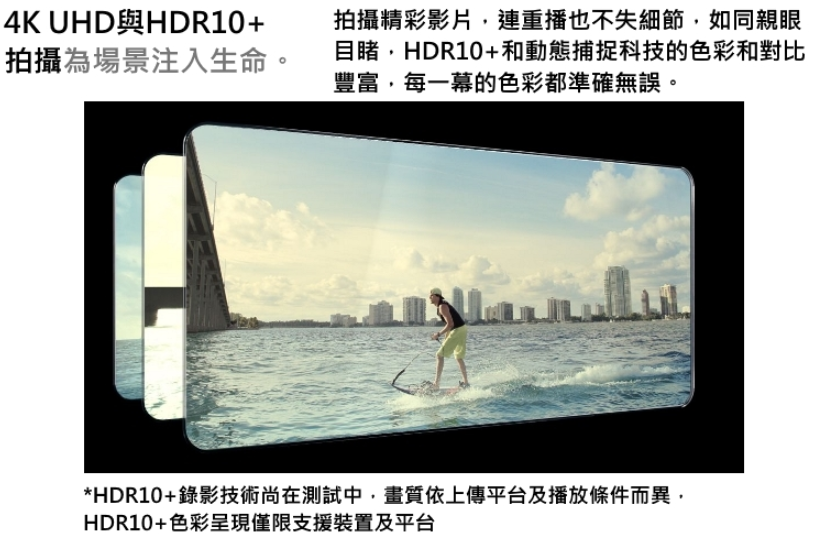 4K UHD與HDR10+
拍攝為場景注入生命。
拍攝精彩影片，連重播也不失細節，如同親眼
目睹，HDR10+和動態捕捉科技的色彩和對比
豐富，每一幕的色彩都準確無誤。
*HDR10+錄影技術尚在測試中，畫質依上傳平台及播放條件而異，
HDR10+色彩呈現僅限支援裝置及平台